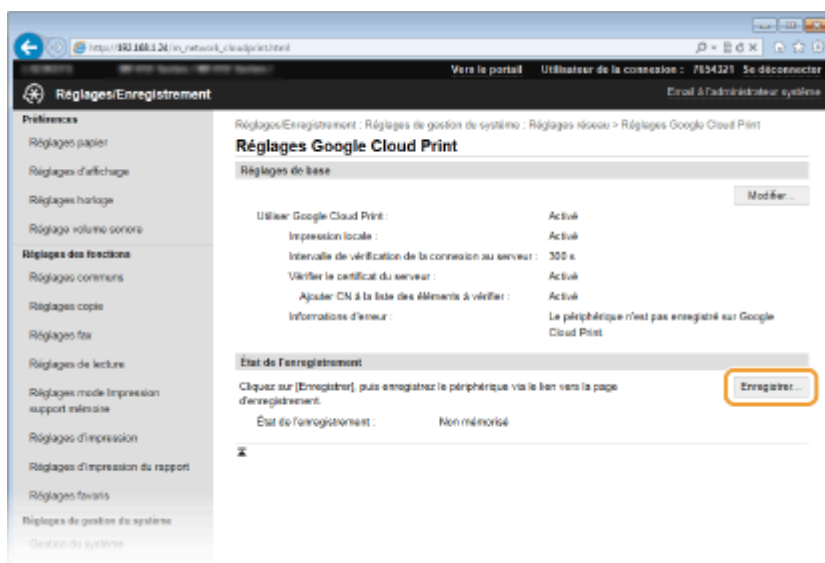 http://192.168.1.24/m_network_cloudprint.html
Vers le portail Utilisateur de la connexion : 7654321 Se déconnecter
Réglages/Enregistrement
Email à l'administrateur système
Préférences
Réglages papier
Réglages d'affichage
Réglages horloge
Réglage volume sonore
Réglages des fonctions
Réglages communs
Réglages copie
Réglages fax
Réglages de lecture
Réglages mode Impression
support mémoire
Réglages d'impression
Réglages d'impression du rapport
Réglages favoris
Réglages de gestion du système
Gestion du système
Réglages/Enregistrement : Réglages de gestion du système : Réglages réseau > Réglages Google Cloud Print
Réglages Google Cloud Print
Réglages de base
Modifier...
Utiliser Google Cloud Print : Activé
Impression locale : Activé
Intervalle de vérification de la connexion au serveur : 300 s
Vérifier le certificat du serveur : Activé
Ajouter CN à la liste des éléments à vérifier : Activé
Informations d'erreur : Le périphérique n'est pas enregistré sur Google
Cloud Print.
État de l'enregistrement
Cliquez sur [Enregistrer], puis enregistrez le périphérique via le lien vers la page
d'enregistrement.
Enregistrer...
État de l'enregistrement : Non mémorisé